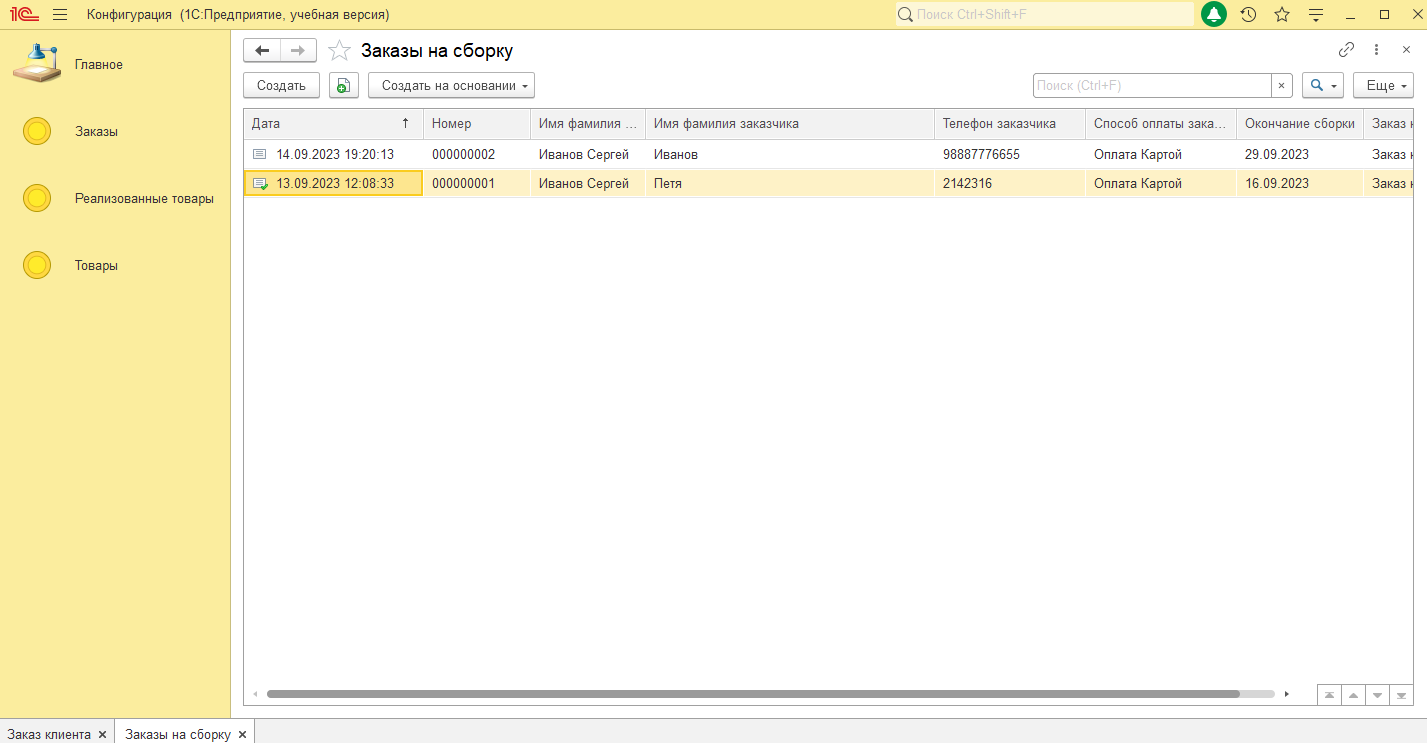 1С Конфигурация (1С:Предприятие, учебная версия) Поиск Ctrl+Shift+F
Главное
Заказы
Реализованные товары
Товары
Заказы на сборку
Создать Создать на основании Поиск (Ctrl+F) × Еще
Дата ↑ Номер Имя фамилия ... Имя фамилия заказчика Телефон заказчика Способ оплаты зака... Окончание сборки Заказ
14.09.2023 19:20:13 000000002 Иванов Сергей Иванов 98887776655 Оплата Картой 29.09.2023 Заказ
13.09.2023 12:08:33 000000001 Иванов Сергей Петя 2142316 Оплата Картой 16.09.2023 Заказ
Заказ клиента × Заказы на сборку ×